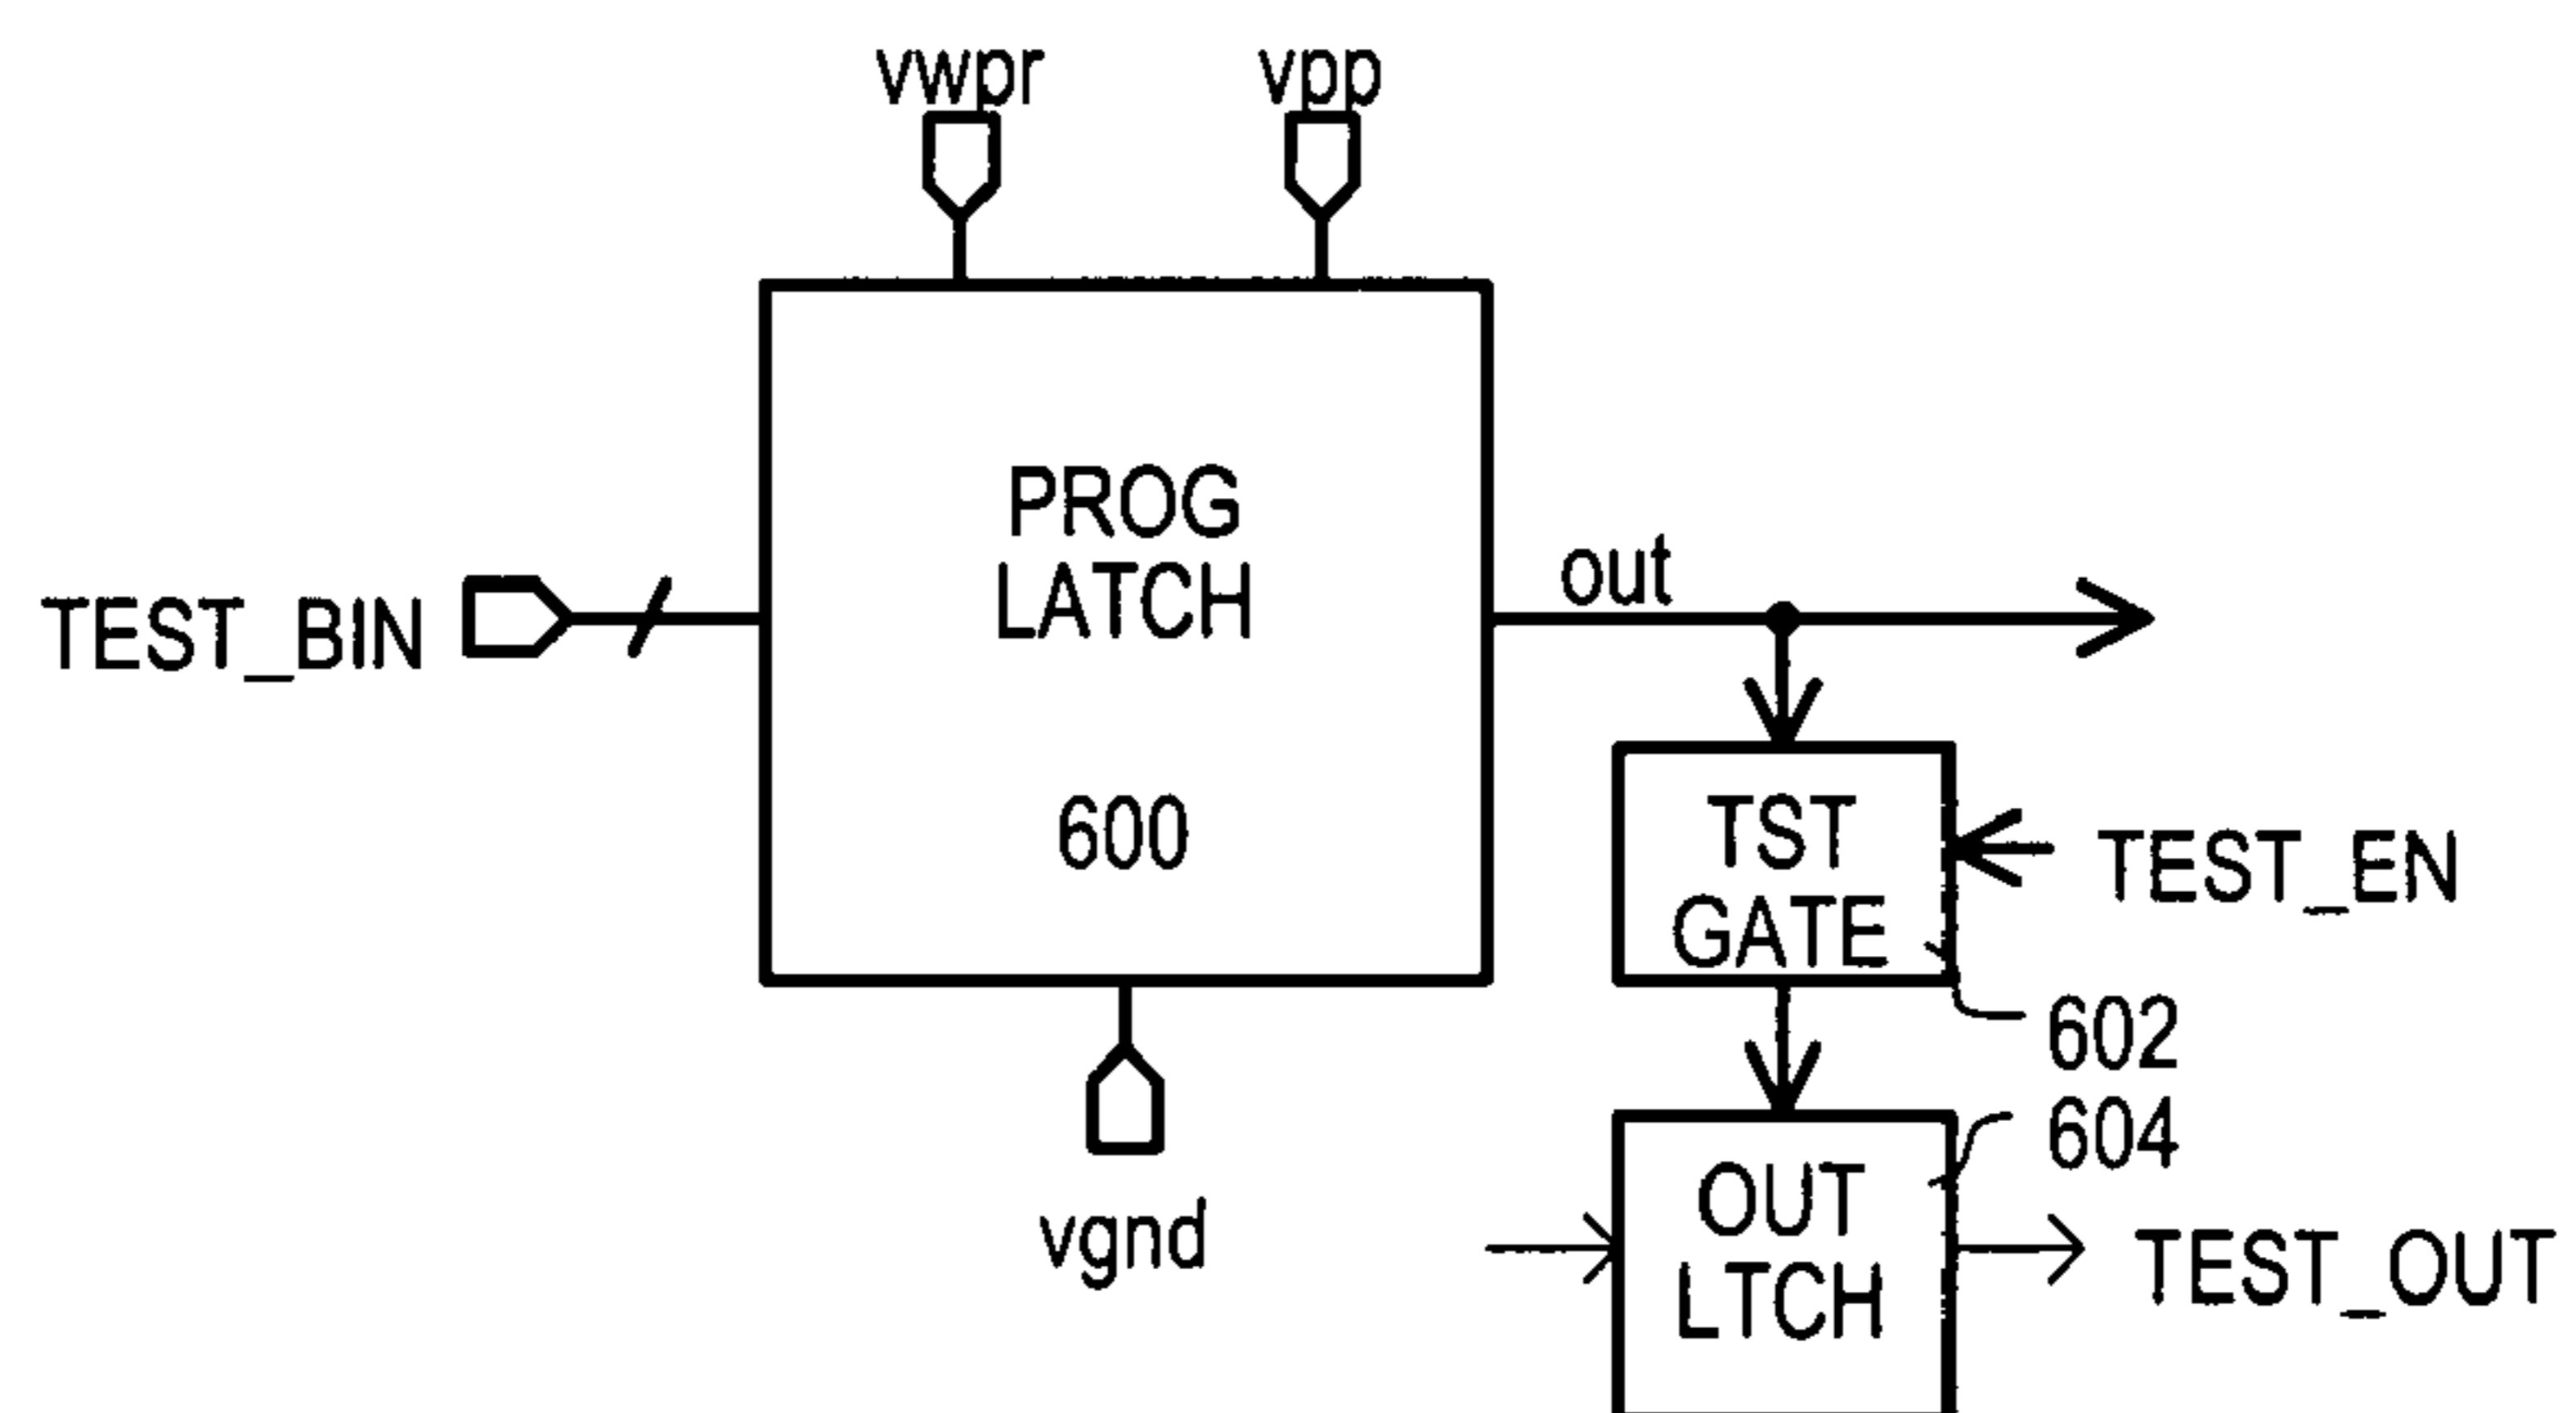 vwpr
vpp
PROG
LATCH
600
TEST_BIN
out
TST
GATE
TEST_EN
602
604
OUT
LTCH
TEST_OUT
vgnd